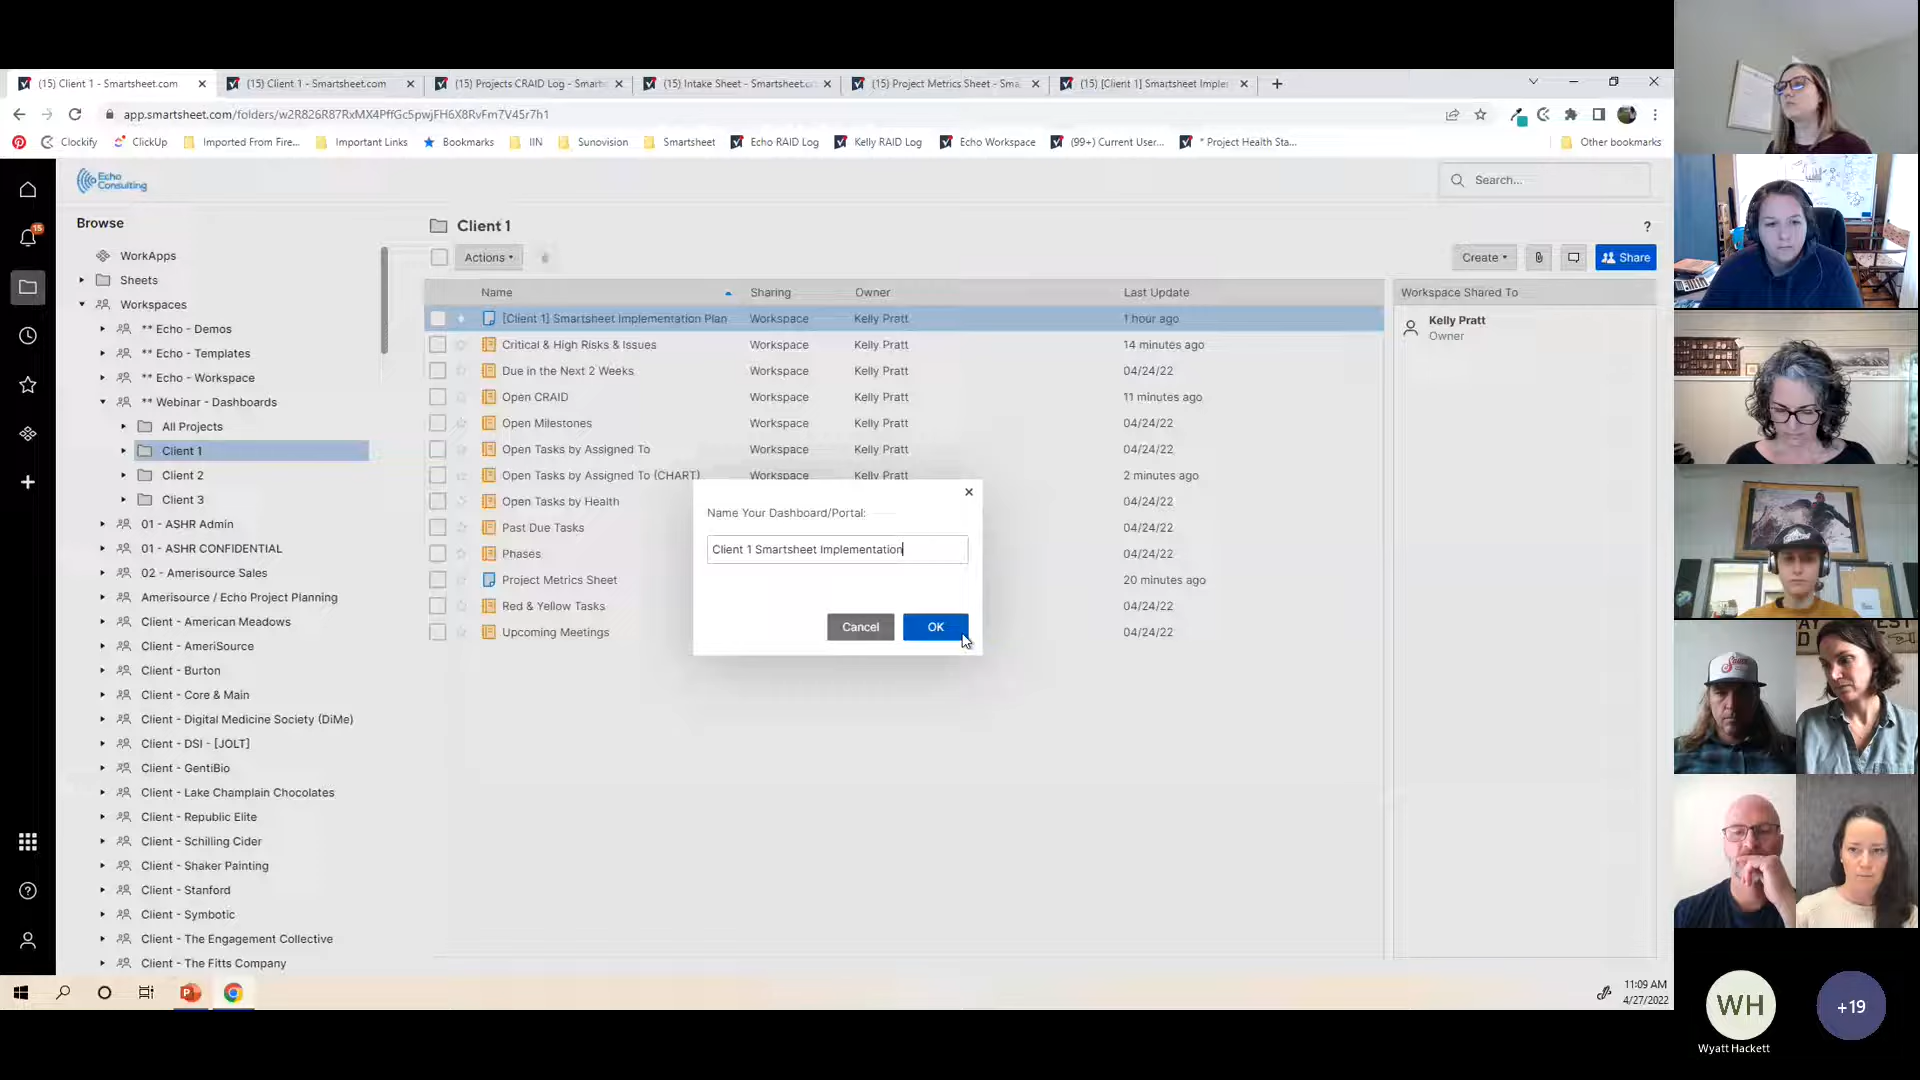 (15) Client 1 - Smartsheet.com
(15) Client 1 - Smartsheet.com
(15) Projects CRAID Log - Smarts
(15) Intake Sheet - Smartsheet.c
(15) Project Metrics Sheet - Sma
(15) [Client 1] Smartsheet Imple
app.smartsheet.com/folders/w2R826R87RxMX4PffGc5pwjFH6X8RvFm7V45r7h1
Clockify
ClickUp
Imported From Fire...
Important Links
Bookmarks
IIN
Sunovision
Smartsheet
Echo RAID Log
Kelly RAID Log
Echo Workspace
(99+) Current User...
* Project Health Sta...
Other bookmarks
Echo
Consulting
Search...
15
Browse
WorkApps
Sheets
Workspaces
** Echo - Demos
** Echo - Templates
** Echo - Workspace
** Webinar - Dashboards
All Projects
Client 1
Client 2
Client 3
01 - ASHR Admin
01 - ASHR CONFIDENTIAL
02 - Amerisource Sales
Amerisource / Echo Project Planning
Client - American Meadows
Client - AmeriSource
Client - Burton
Client - Core & Main
Client - Digital Medicine Society (DiMe)
Client - DSI - [JOLT]
Client - GentiBio
Client - Lake Champlain Chocolates
Client - Republic Elite
Client - Schilling Cider
Client - Shaker Painting
Client - Stanford
Client - Symbotic
Client - The Engagement Collective
Client - The Fitts Company
Client 1
?
Actions
Create
Share
Name Sharing Owner Last Update
[Client 1] Smartsheet Implementation Plan Workspace Kelly Pratt 1 hour ago
Critical & High Risks & Issues Workspace Kelly Pratt 14 minutes ago
Due in the Next 2 Weeks Workspace Kelly Pratt 04/24/22
Open CRAID Workspace Kelly Pratt 11 minutes ago
Open Milestones Workspace Kelly Pratt 04/24/22
Open Tasks by Assigned To Workspace Kelly Pratt 04/24/22
Open Tasks by Assigned To (CHART) Workspace Kelly Pratt 2 minutes ago
Open Tasks by Health 04/24/22
Past Due Tasks 04/24/22
Phases 04/24/22
Project Metrics Sheet 20 minutes ago
Red & Yellow Tasks 04/24/22
Upcoming Meetings 04/24/22
Workspace Shared To
Kelly Pratt
Owner
Name Your Dashboard/Portal:
Client 1 Smartsheet Implementation
Cancel
OK
11:09 AM
4/27/2022
WH
Wyatt Hackett
+19